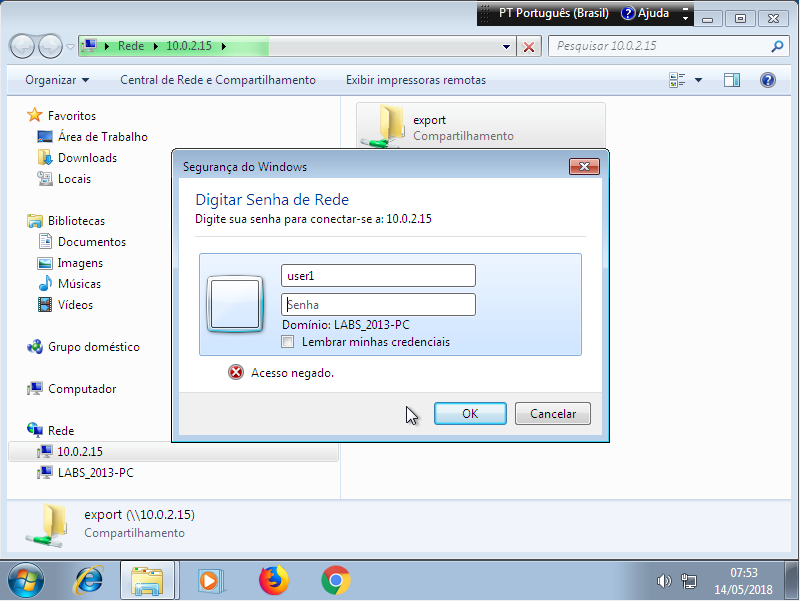 PT Português (Brasil) Ajuda
Rede 10.0.2.15
Pesquisar 10.0.2.15
Organizar Central de Rede e Compartilhamento Exibir impressoras remotas
Favoritos
Área de Trabalho
Downloads
Locais
Bibliotecas
Documentos
Imagens
Músicas
Vídeos
Grupo doméstico
Computador
Rede
10.0.2.15
LABS_2013-PC
export
Compartilhamento
Segurança do Windows
Digitar Senha de Rede
Digite sua senha para conectar-se a: 10.0.2.15
user1
Senha
Domínio: LABS_2013-PC
Lembrar minhas credenciais
Acesso negado.
OK Cancelar
export (\\10.0.2.15)
Compartilhamento
07:53
14/05/2018